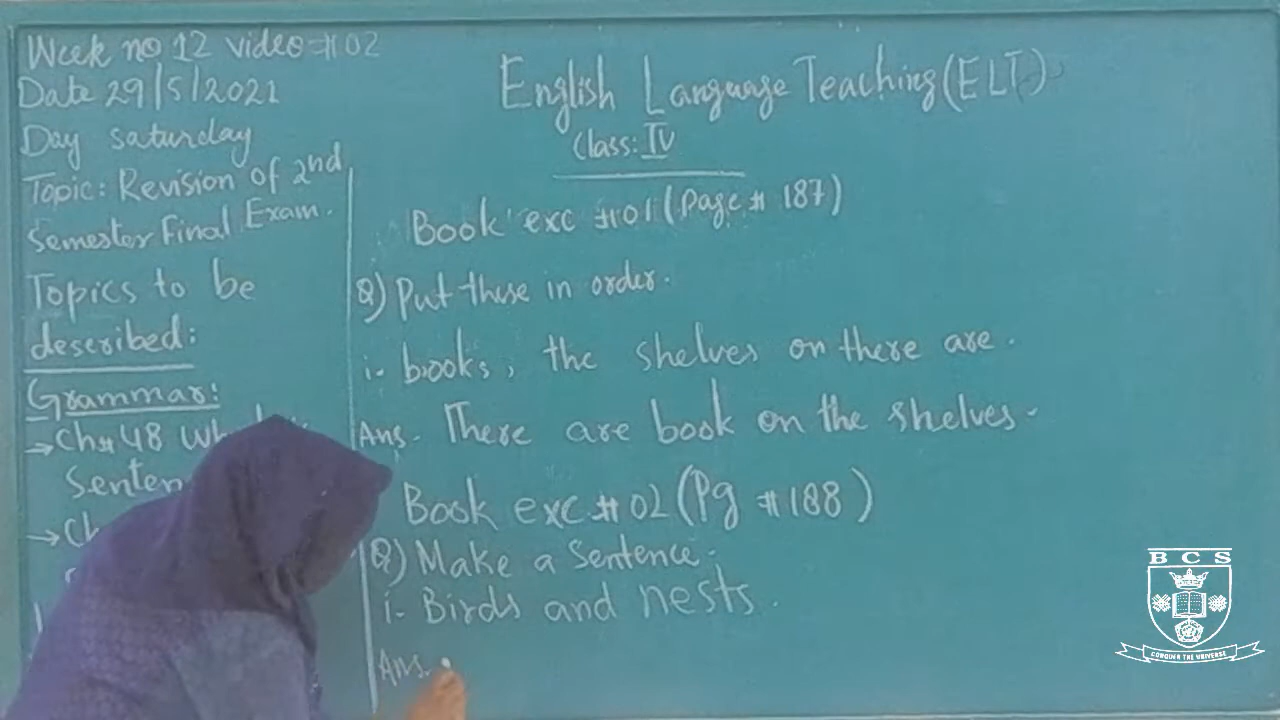 Week no 12 video # 02
Date 29/5/2021
Day Saturday
Topic: Revision of 2nd
Semester Final Exam.
Topics to be
described:
Grammar:
→ Ch# 48
Senten
→ Ch
English Language Teaching (ELT)
Class: IV
Book exc # 01 (Page # 187)
Q) Put these in order.
i- books, the shelves on there are.
Ans. There are book on the shelves.
Book exc # 02 (Pg # 188)
Q) Make a Sentence.
i- Birds and nests.
Ans.
BCS
CONQUER THE UNIVERSE